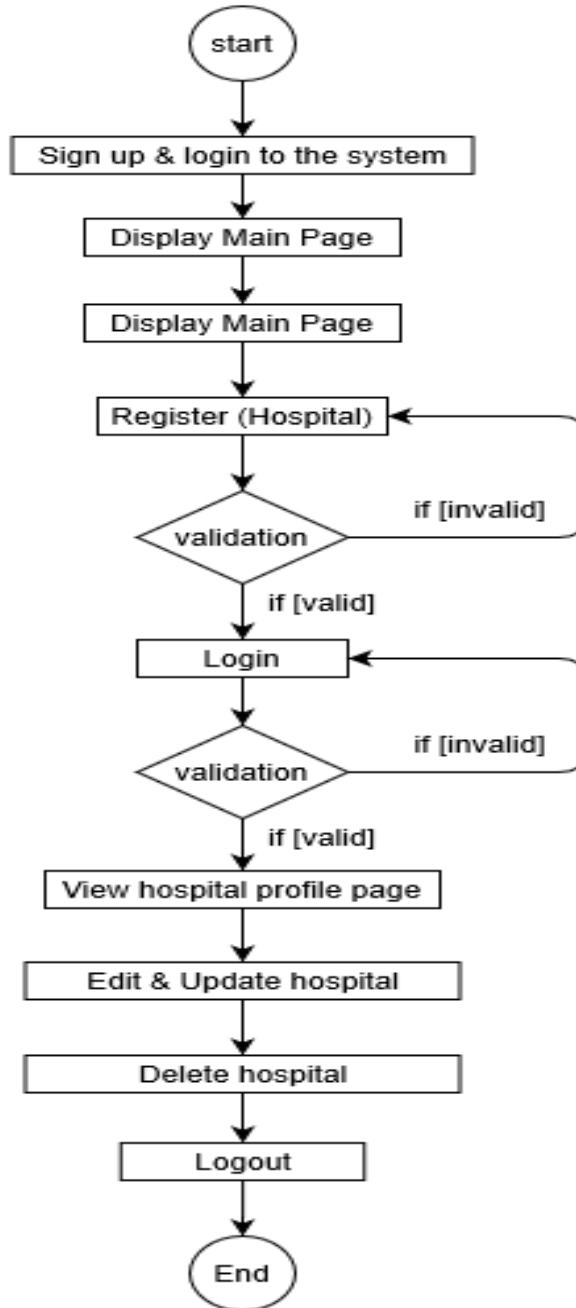 start
Sign up & login to the system
Display Main Page
Display Main Page
Register (Hospital)
if [invalid]
validation
if [valid]
Login
if [invalid]
validation
if [valid]
View hospital profile page
Edit & Update hospital
Delete hospital
Logout
End